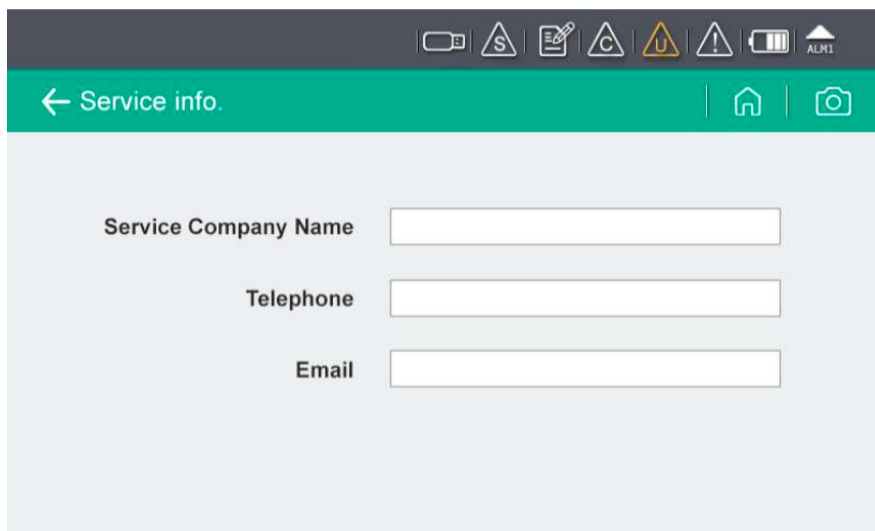 S C U ALM1
Service info.
Service Company Name
Telephone
Email